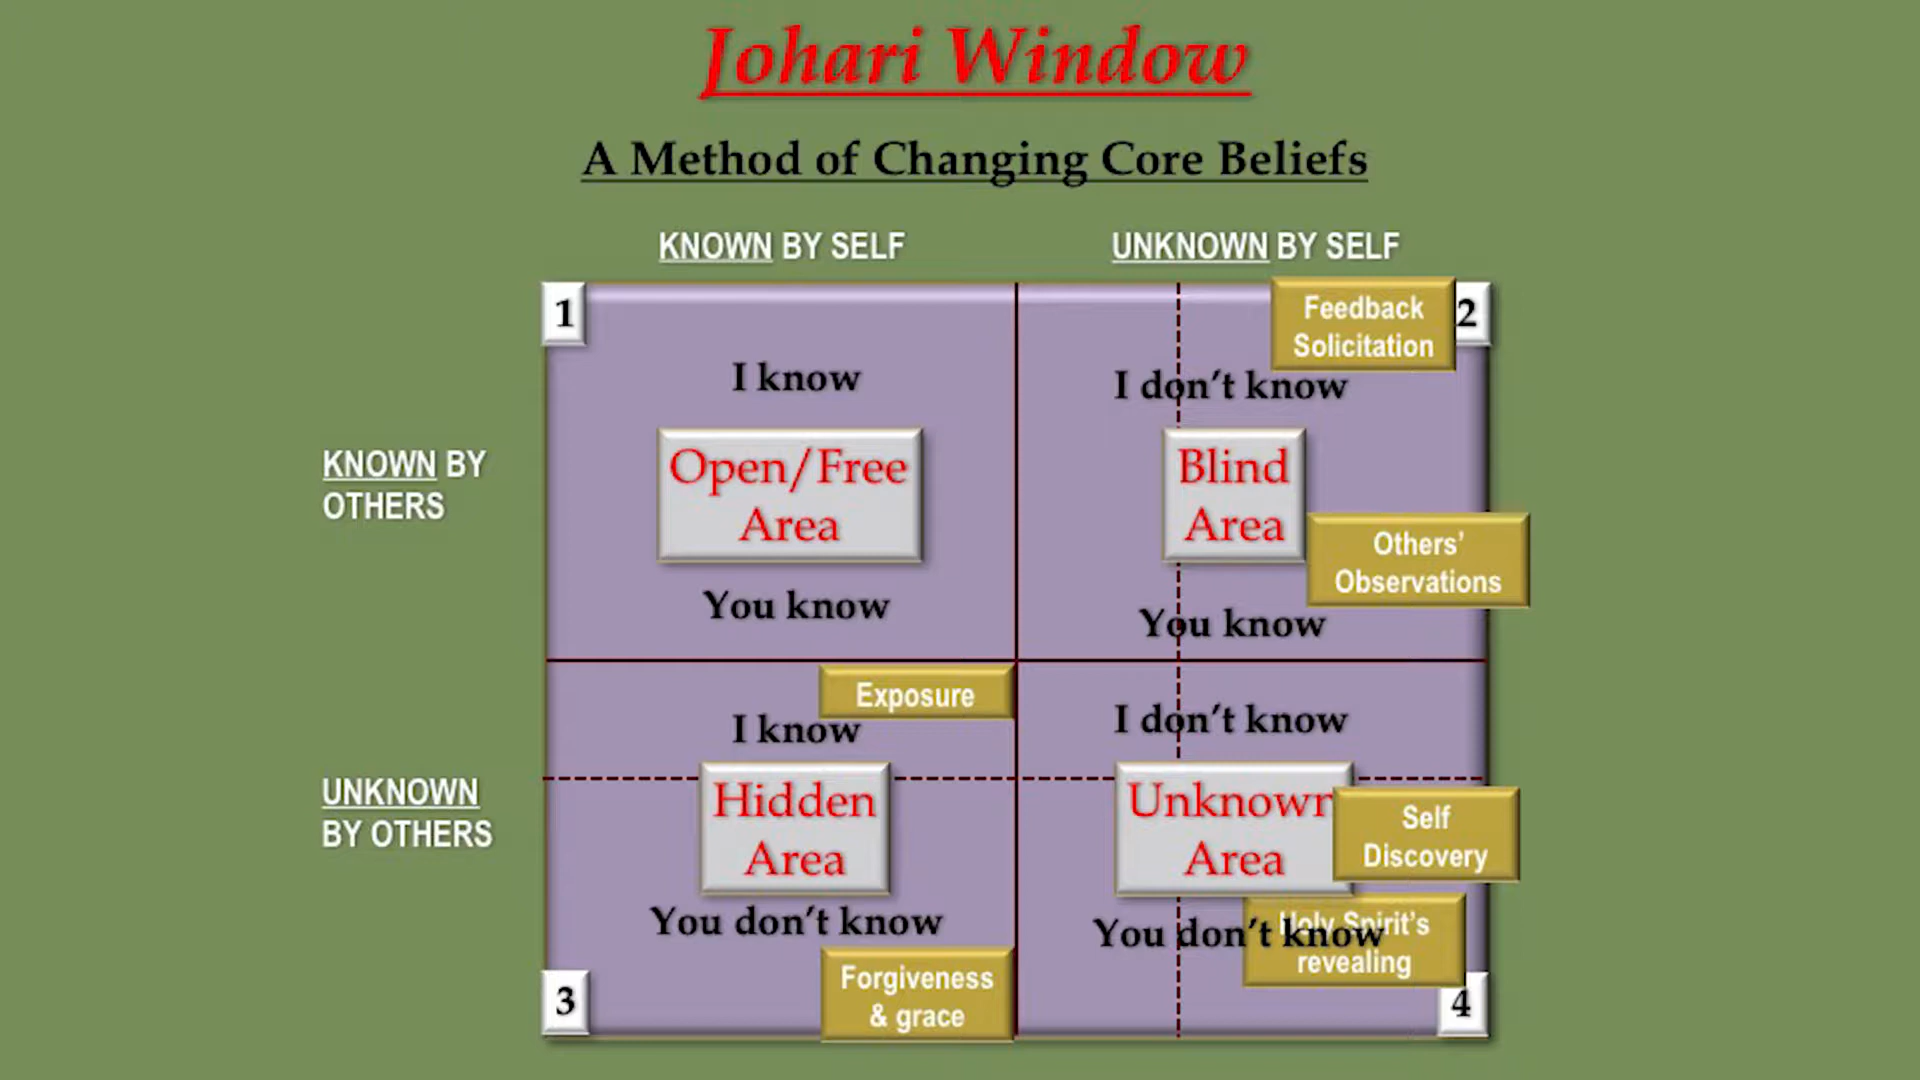 Johari Window
A Method of Changing Core Beliefs
KNOWN BY SELF
UNKNOWN BY SELF
1
Feedback
Solicitation
2
I know
I don't know
KNOWN BY
OTHERS
Open/Free
Area
Blind
Area
Others'
Observations
You know
You know
Exposure
I know
I don't know
UNKNOWN
BY OTHERS
Hidden
Area
Unknown
Area
Self
Discovery
You don't know
You don't know
Holy Spirit's
revealing
Forgiveness
& grace
3
4